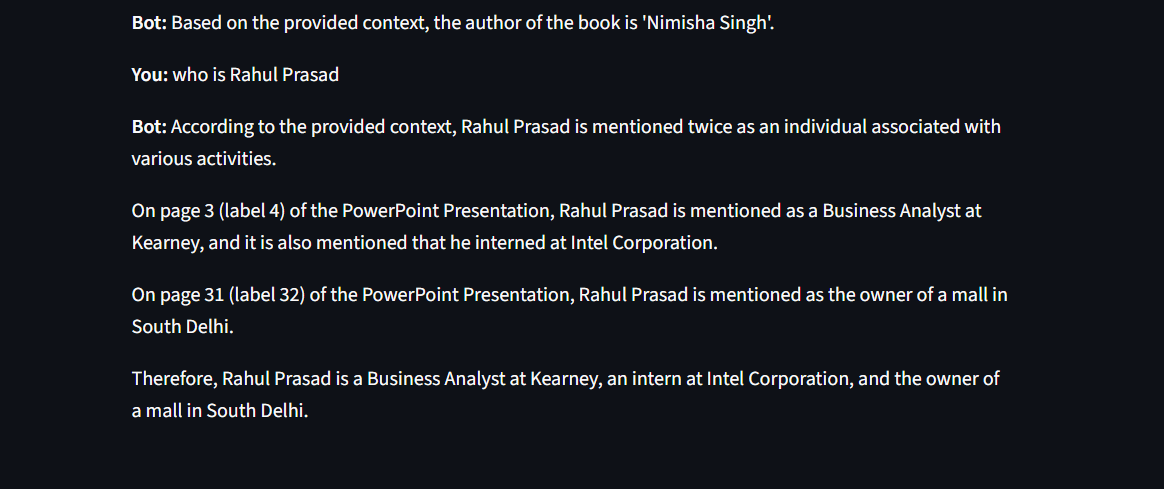 Bot: Based on the provided context, the author of the book is 'Nimisha Singh'.
You: who is Rahul Prasad
Bot: According to the provided context, Rahul Prasad is mentioned twice as an individual associated with
various activities.
On page 3 (label 4) of the PowerPoint Presentation, Rahul Prasad is mentioned as a Business Analyst at
Kearney, and it is also mentioned that he interned at Intel Corporation.
On page 31 (label 32) of the PowerPoint Presentation, Rahul Prasad is mentioned as the owner of a mall in
South Delhi.
Therefore, Rahul Prasad is a Business Analyst at Kearney, an intern at Intel Corporation, and the owner of
a mall in South Delhi.